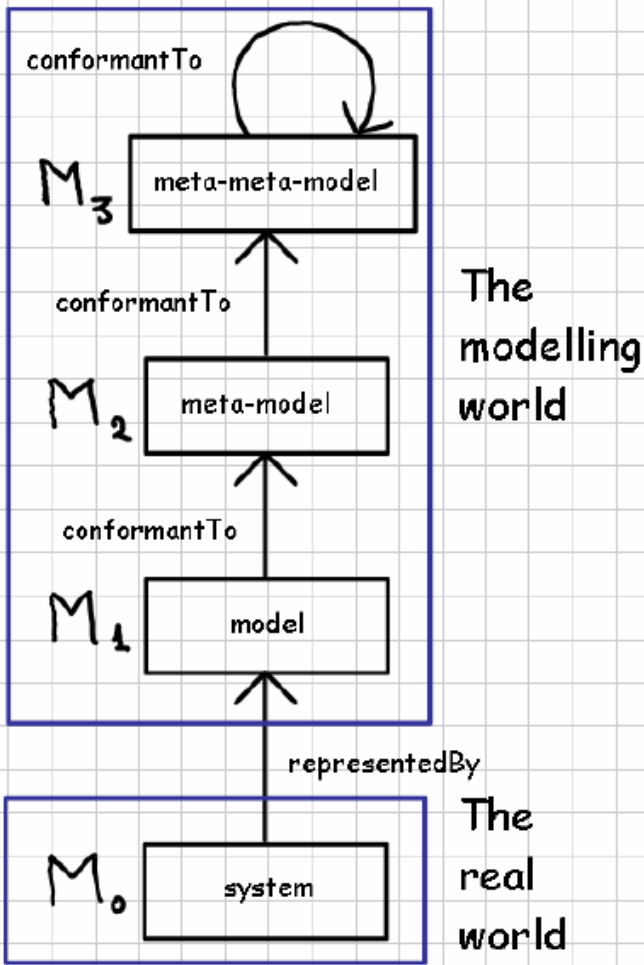 conformantTo
M3
meta-meta-model
conformantTo
The
modelling
world
M2
meta-model
conformantTo
M1
model
representedBy
The
real
world
M0
system